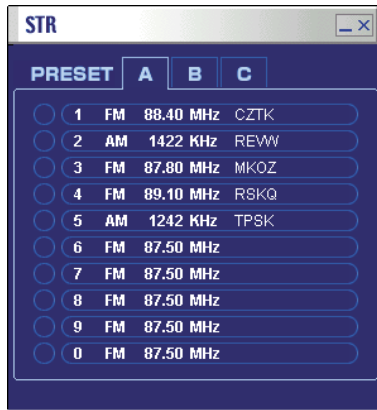 STR
PRESET A B C
1 FM 88.40 MHz CZTK
2 AM 1422 KHz REVW
3 FM 87.80 MHz MKOZ
4 FM 89.10 MHz RSKQ
5 AM 1242 KHz TPSK
6 FM 87.50 MHz
7 FM 87.50 MHz
8 FM 87.50 MHz
9 FM 87.50 MHz
0 FM 87.50 MHz